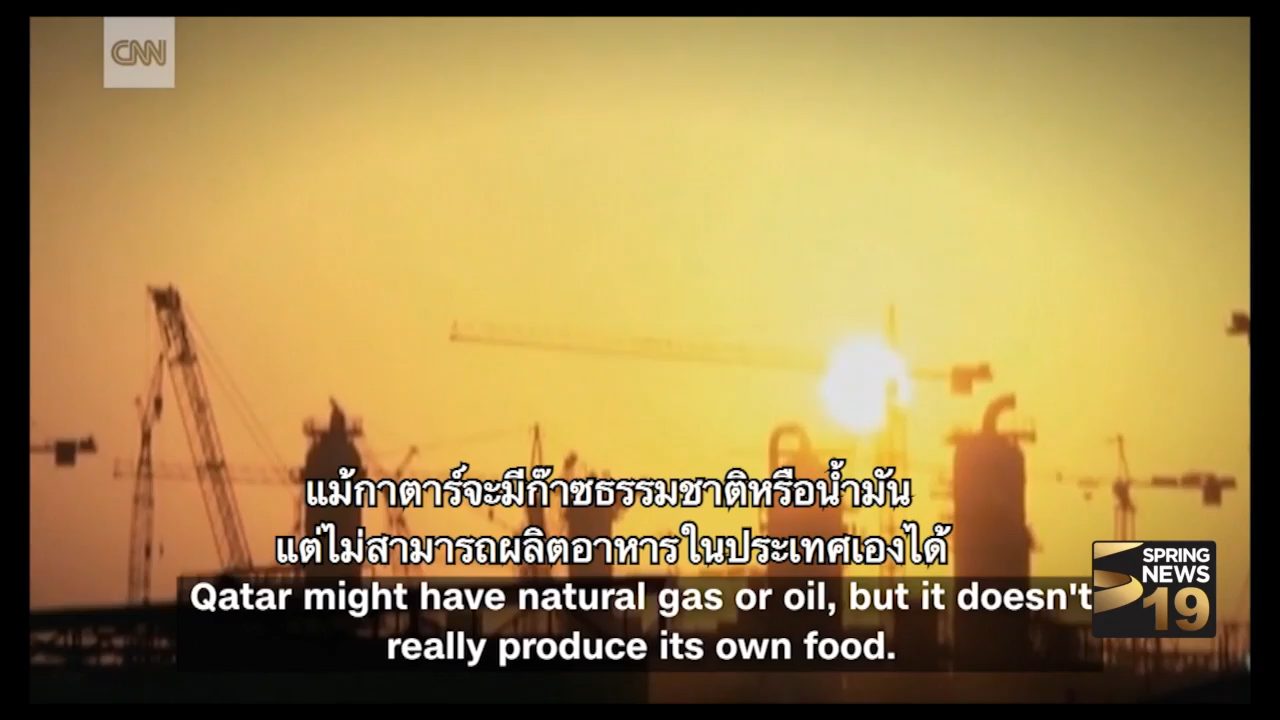 CNN
แม้กาตาร์จะมีก๊าซธรรมชาติหรือน้ำมัน
แต่ไม่สามารถผลิตอาหารในประเทศเองได้
Qatar might have natural gas or oil, but it doesn't
really produce its own food.
SPRING
NEWS
19